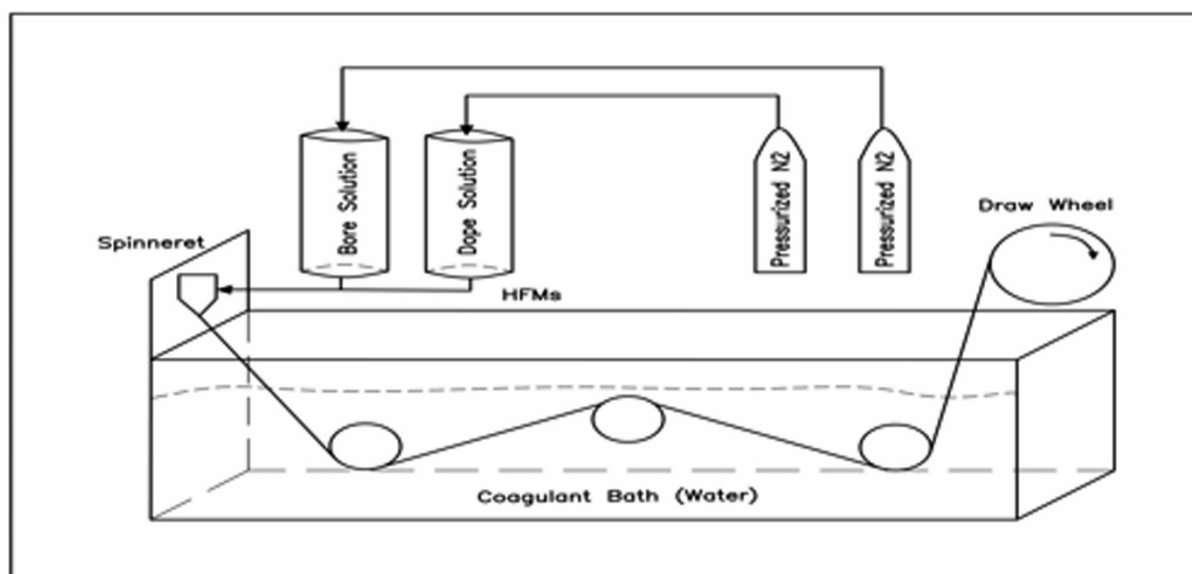 Bore Solution
Dope Solution
Pressurized N2
Pressurized N2
Draw Wheel
Spinneret
HFMs
Coagulant Bath (Water)